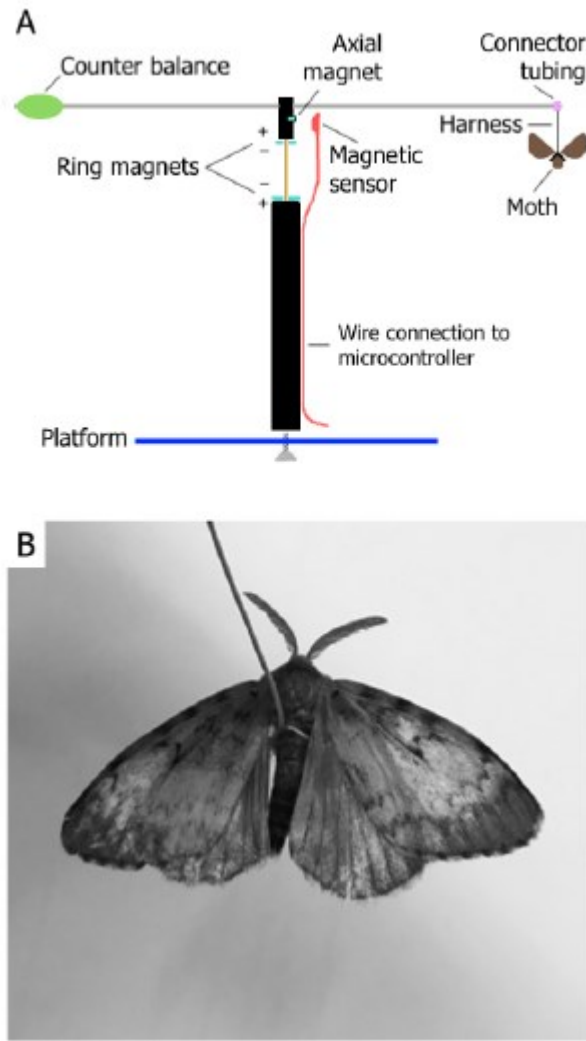 A
Axial
magnet
Connector
tubing
Counter balance
Harness
+
−
Ring magnets
Magnetic
sensor
−
+
Moth
Wire connection to
microcontroller
Platform
B